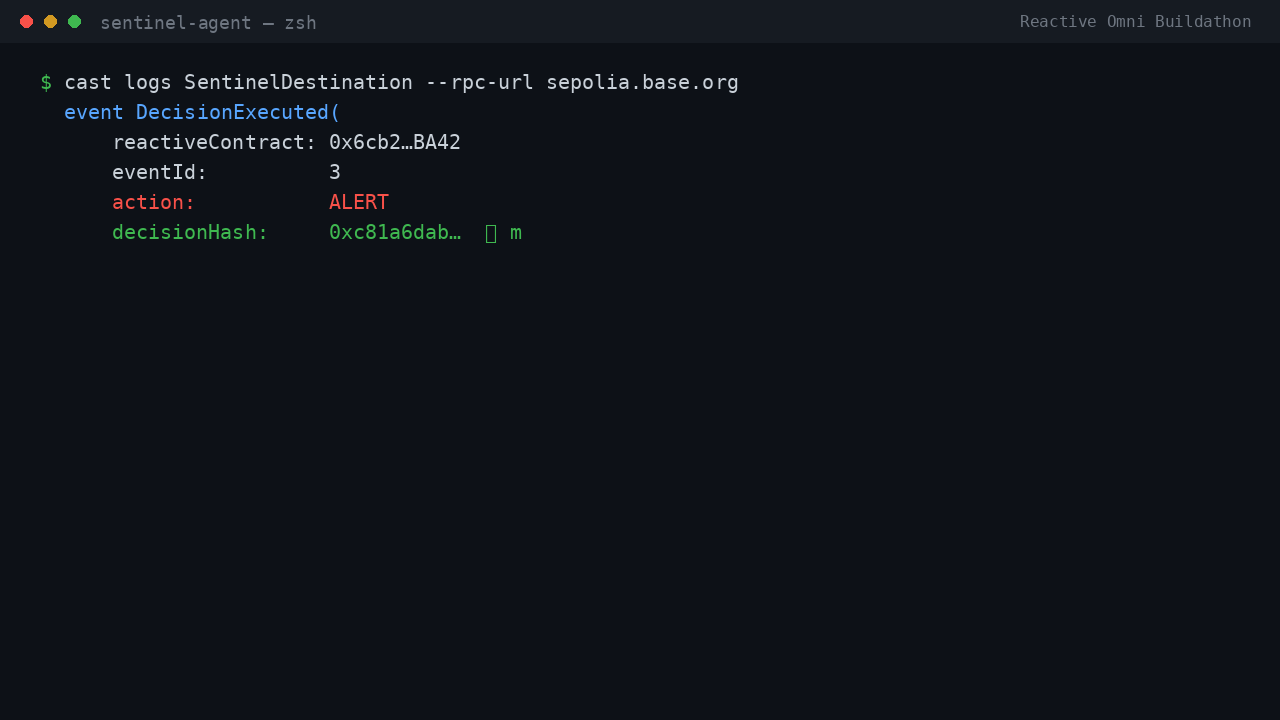 sentinel-agent — zsh
Reactive Omni Buildathon
$ cast logs SentinelDestination --rpc-url sepolia.base.org
event DecisionExecuted(
reactiveContract: 0x6cb2…BA42
eventId: 3
action: ALERT
decisionHash: 0xc81a6dab… m